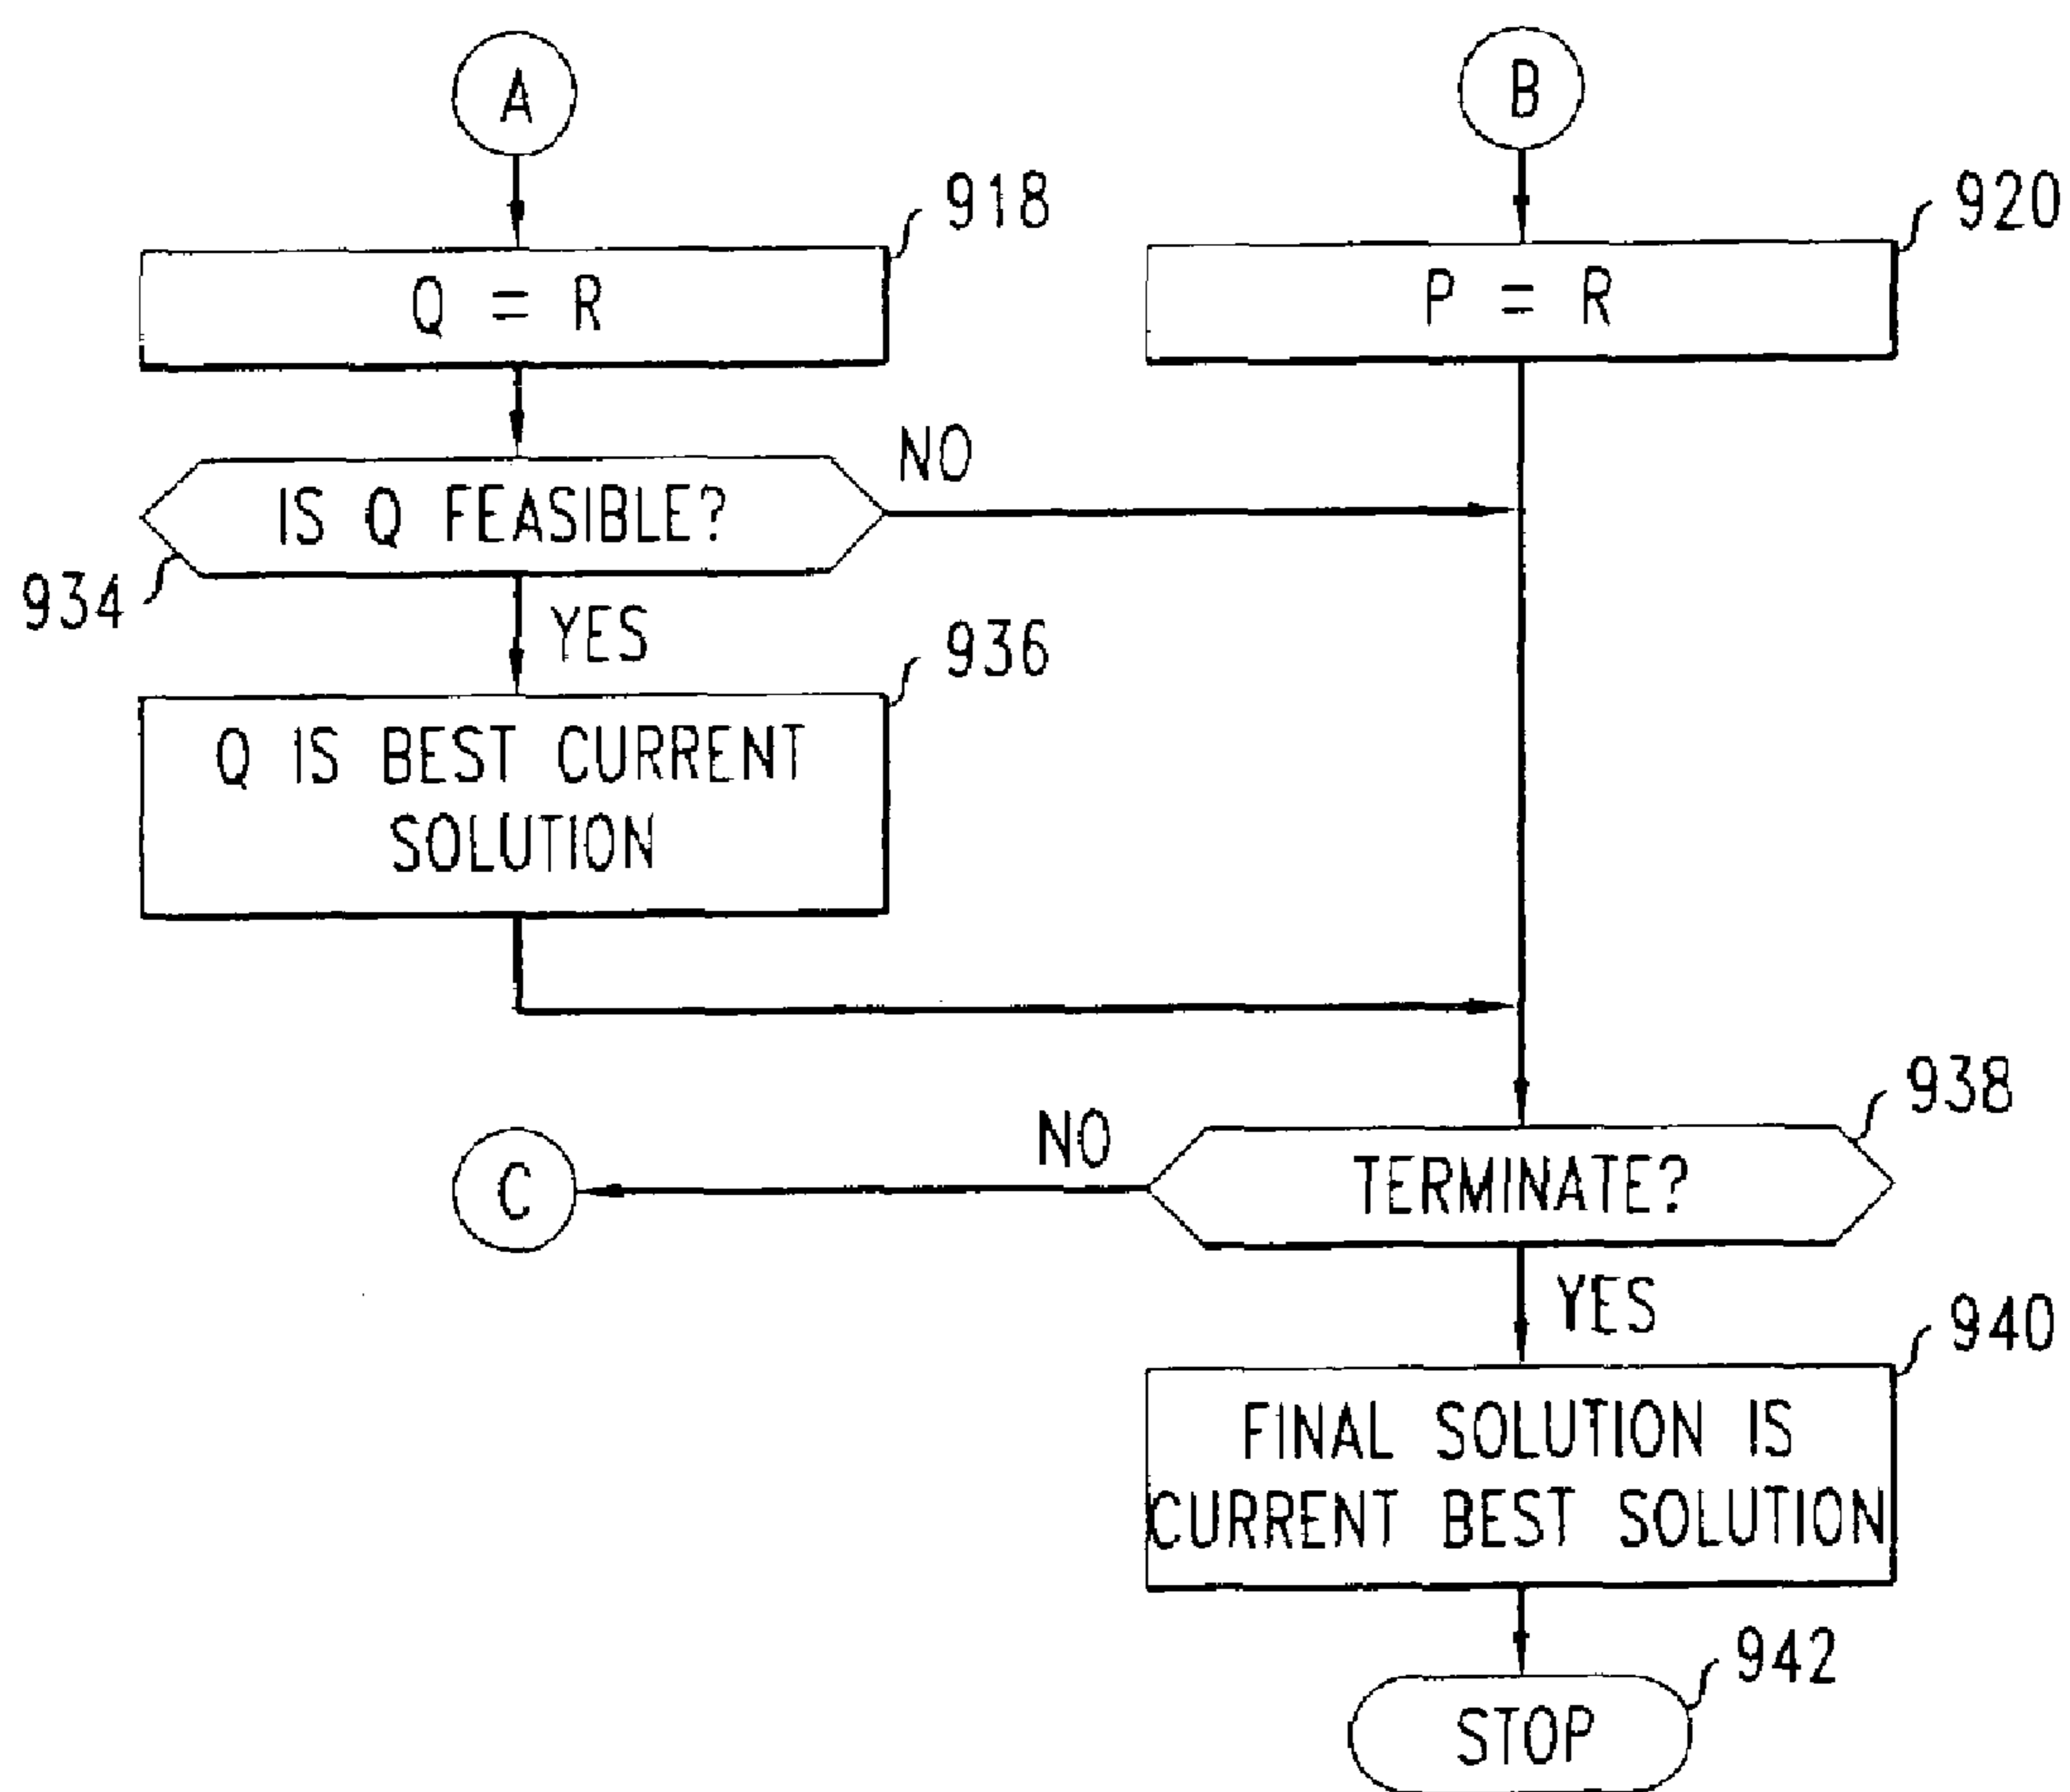 A
B
918
920
Q = R
P = R
NO
IS Q FEASIBLE?
934
YES
936
Q IS BEST CURRENT
SOLUTION
938
NO
C
TERMINATE?
YES
940
FINAL SOLUTION IS
CURRENT BEST SOLUTION
942
STOP